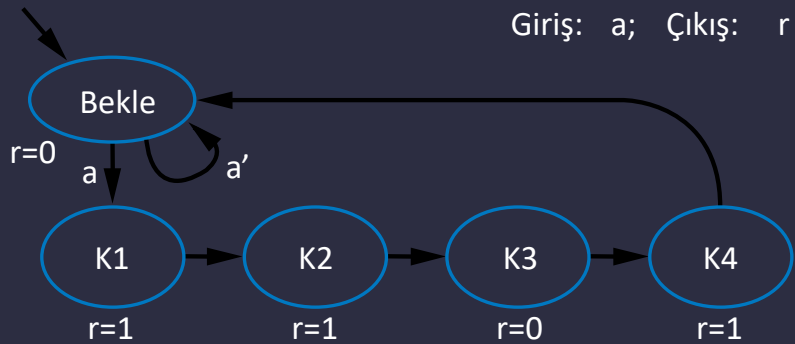 Giriş: a; Çıkış: r
Bekle
r=0
a
a’
K1
K2
K3
K4
r=1
r=1
r=0
r=1